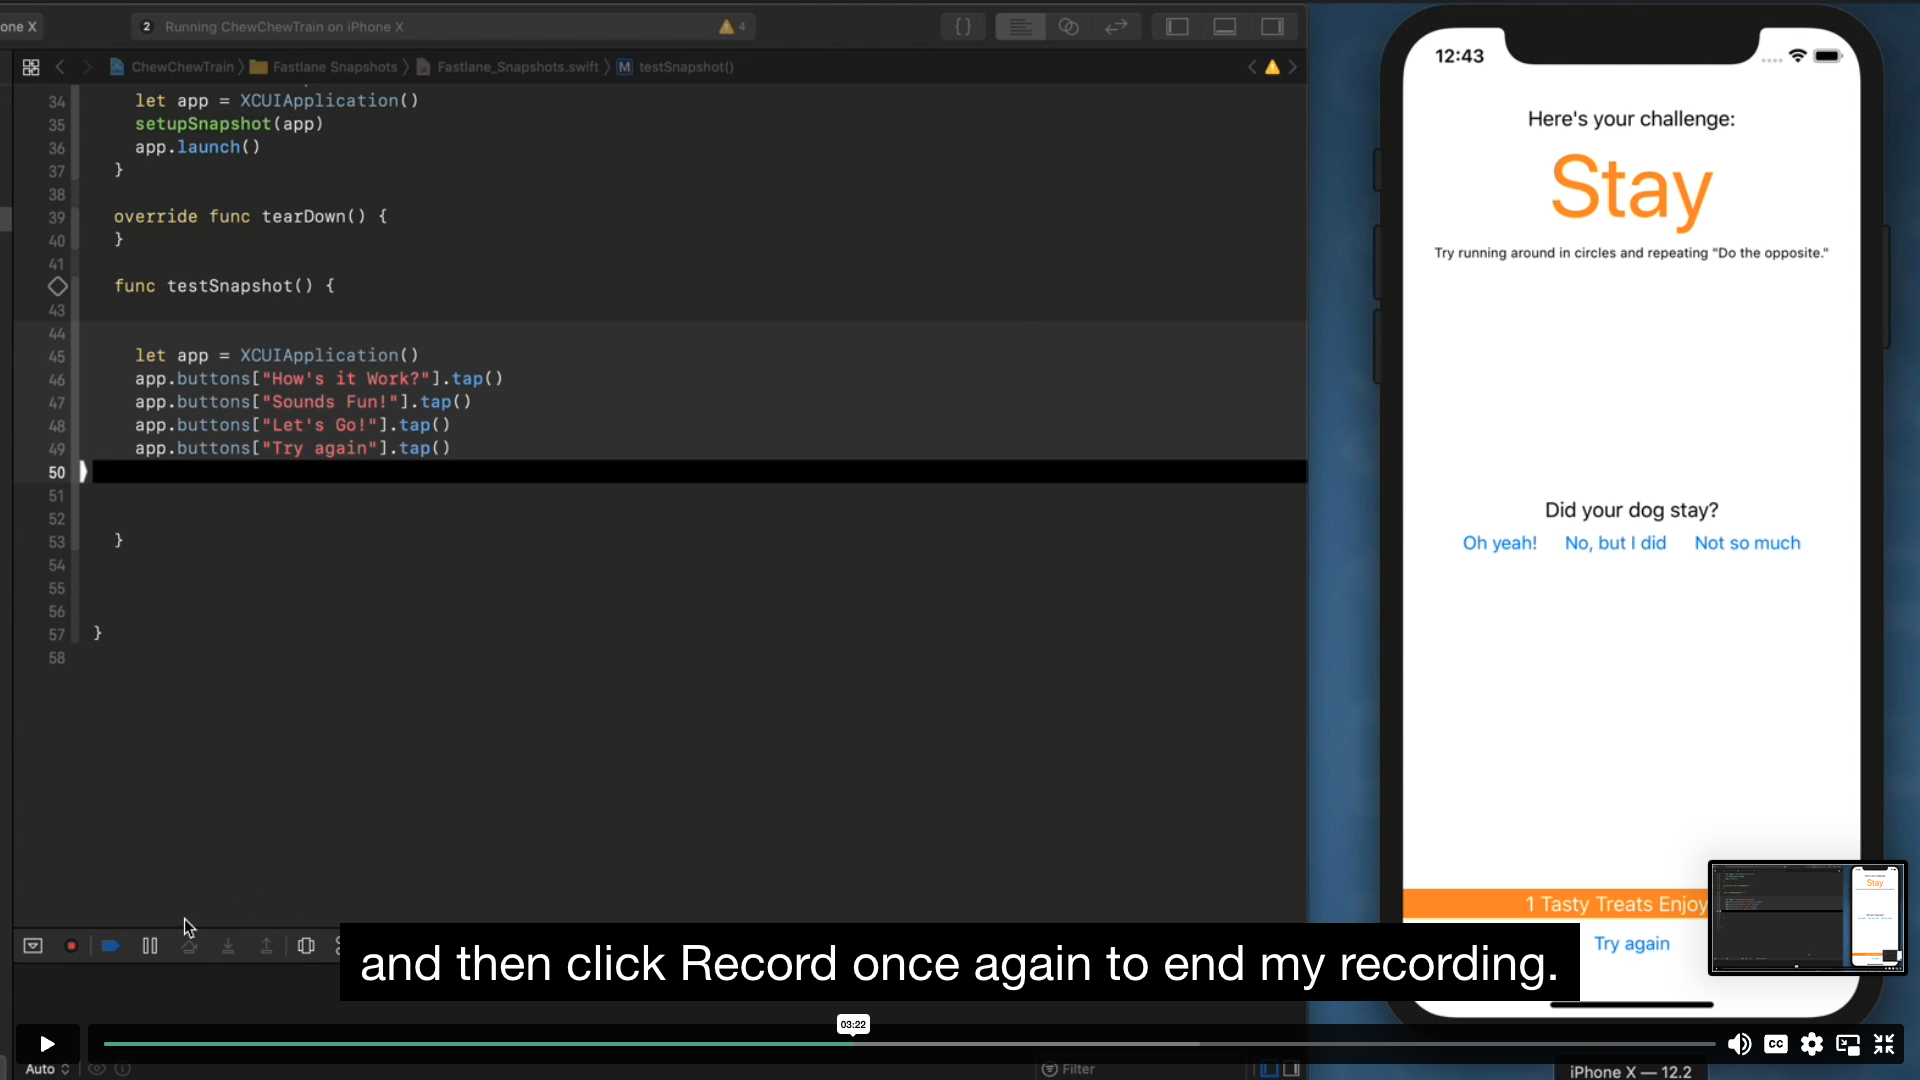 one X
2 Running ChewChewTrain on iPhone X
4
ChewChewTrain
Fastlane Snapshots
Fastlane_Snapshots.swift
M testSnapshot()
34 let app = XCUIApplication()
35 setupSnapshot(app)
36 app.launch()
37 }
38
39 override func tearDown() {
40 }
41
func testSnapshot() {
43
44
45 let app = XCUIApplication()
46 app.buttons["How's it Work?"].tap()
47 app.buttons["Sounds Fun!"].tap()
48 app.buttons["Let's Go!"].tap()
49 app.buttons["Try again"].tap()
50
51
52
53 }
54
55
56
57 }
58
12:43
Here's your challenge:
Stay
Try running around in circles and repeating "Do the opposite."
Did your dog stay?
Oh yeah! No, but I did Not so much
1 Tasty Treats Enjoy
Try again
and then click Record once again to end my recording.
03:22
CC
Auto
Filter
iPhone X — 12.2